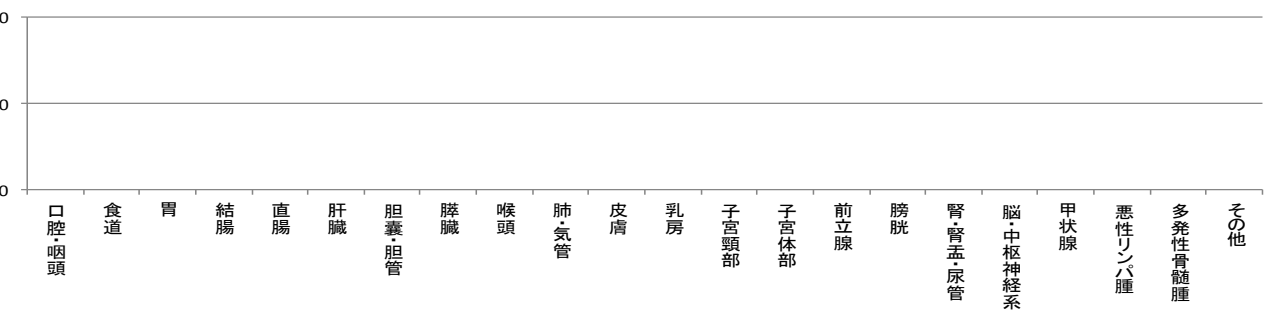 0
0
0
口腔・咽頭
食道
胃
結腸
直腸
肝臓
胆嚢・胆管
膵臓
喉頭
肺・気管
皮膚
乳房
子宮頸部
子宮体部
前立腺
膀胱
腎・腎盂・尿管
脳・中枢神経系
甲状腺
悪性リンパ腫
多発性骨髄腫
その他